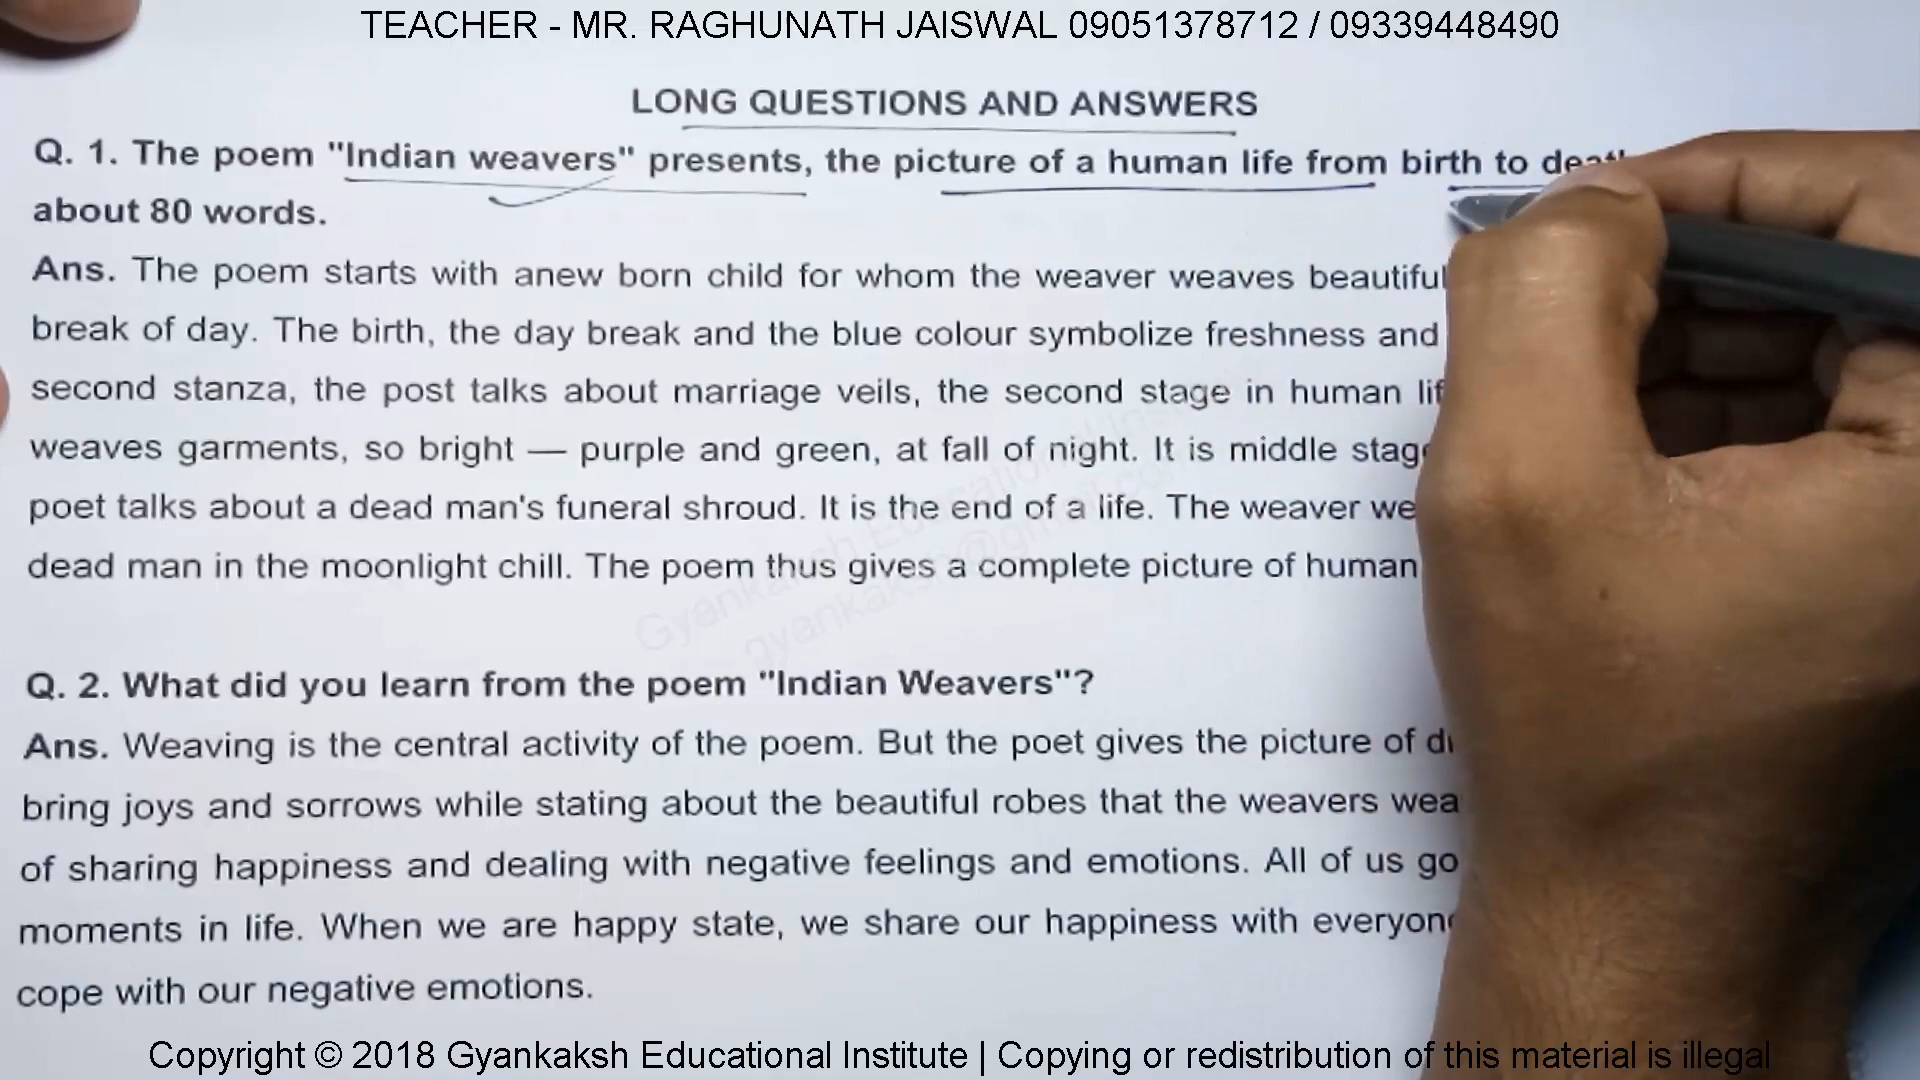 TEACHER - MR. RAGHUNATH JAISWAL 09051378712 / 09339448490
LONG QUESTIONS AND ANSWERS
Q. 1. The poem "Indian weavers" presents, the picture of a human life from birth to
about 80 words.
Ans. The poem starts with anew born child for whom the weaver weaves beautiful
break of day. The birth, the day break and the blue colour symbolize freshness and
second stanza, the post talks about marriage veils, the second stage in human
weaves garments, so bright — purple and green, at fall of night. It is middle
poet talks about a dead man's funeral shroud. It is the end of a life. The weaver
dead man in the moonlight chill. The poem thus gives a complete picture of human
Gyankaksh Educational
Q. 2. What did you learn from the poem "Indian Weavers"?
Ans. Weaving is the central activity of the poem. But the poet gives the picture of
bring joys and sorrows while stating about the beautiful robes that the weavers
of sharing happiness and dealing with negative feelings and emotions. All of us go
moments in life. When we are happy state, we share our happiness with
cope with our negative emotions.
Copyright © 2018 Gyankaksh Educational Institute | Copying or redistribution of this material is illegal